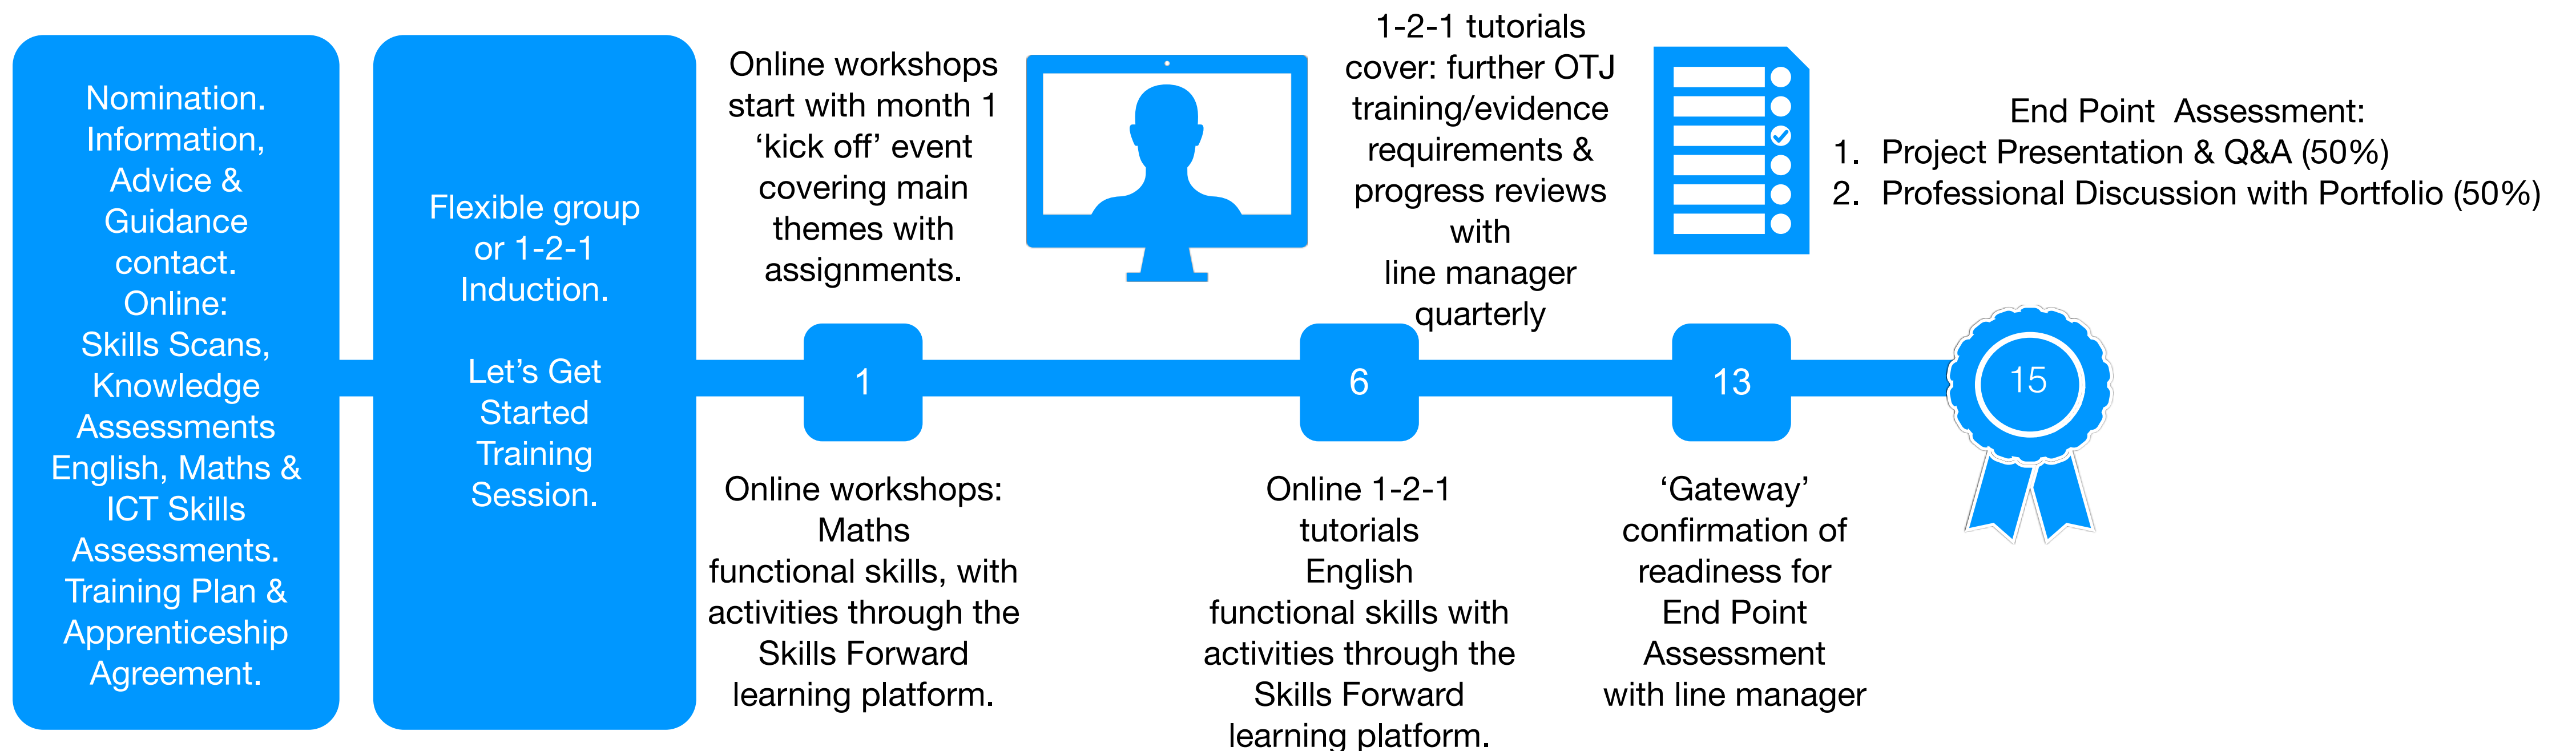 Nomination.
Information,
Advice &
Guidance
contact.
Online:
Skills Scans,
Knowledge
Assessments
English, Maths &
ICT Skills
Assessments.
Training Plan &
Apprenticeship
Agreement.
Flexible group
or 1-2-1
Induction.
Let’s Get
Started
Training
Session.
Online workshops
start with month 1
‘kick off’ event
covering main
themes with
assignments.
1
Online workshops:
Maths
functional skills, with
activities through the
Skills Forward
learning platform.
1-2-1 tutorials
cover: further OTJ
training/evidence
requirements &
progress reviews
with
line manager
quarterly
6
Online 1-2-1
tutorials
English
functional skills with
activities through the
Skills Forward
learning platform.
13
‘Gateway’
confirmation of
readiness for
End Point
Assessment
with line manager
End Point  Assessment:
1. Project Presentation & Q&A (50%)
2. Professional Discussion with Portfolio (50%)
15